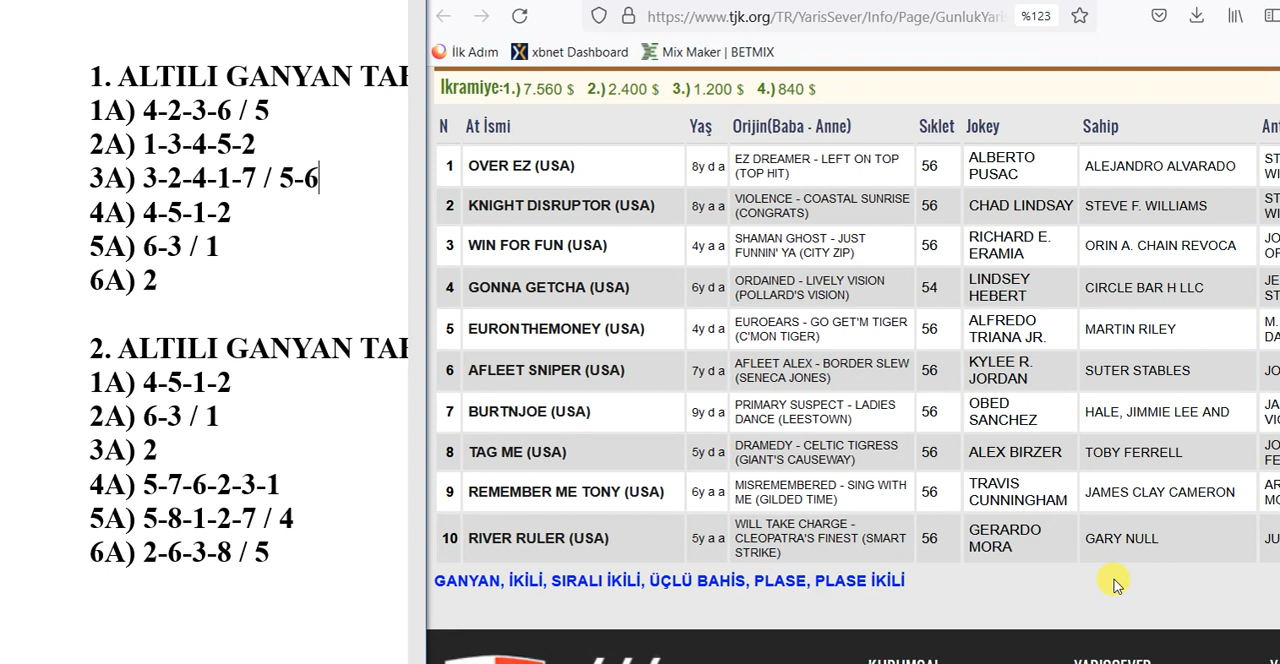 1. ALTILI GANYAN
1A) 4-2-3-6 / 5
2A) 1-3-4-5-2
3A) 3-2-4-1-7 / 5-6
4A) 4-5-1-2
5A) 6-3 / 1
6A) 2
2. ALTILI GANYAN
1A) 4-5-1-2
2A) 6-3 / 1
3A) 2
4A) 5-7-6-2-3-1
5A) 5-8-1-2-7 / 4
6A) 2-6-3-8 / 5
https://www.tjk.org/TR/YarisSever/Info/Page/GunlukYaris %123
İlk Adım xbnet Dashboard Mix Maker | BETMIX
İkramiye:1.) 7.560 $ 2.) 2.400 $ 3.) 1.200 $ 4.) 840 $
N At İsmi Yaş Orijin(Baba - Anne) Sıklet Jokey Sahip
1 OVER EZ (USA) 8y d a EZ DREAMER - LEFT ON TOP (TOP HIT) 56 ALBERTO PUSAC ALEJANDRO ALVARADO
2 KNIGHT DISRUPTOR (USA) 8y a a VIOLENCE - COASTAL SUNRISE (CONGRATS) 56 CHAD LINDSAY STEVE F. WILLIAMS
3 WIN FOR FUN (USA) 4y a a SHAMAN GHOST - JUST FUNNIN' YA (CITY ZIP) 56 RICHARD E. ERAMIA ORIN A. CHAIN REVOCA
4 GONNA GETCHA (USA) 6y d a ORDAINED - LIVELY VISION (POLLARD'S VISION) 54 LINDSEY HEBERT CIRCLE BAR H LLC
5 EURONTHEMONEY (USA) 4y d a EUROEARS - GO GET'M TIGER (C'MON TIGER) 56 ALFREDO TRIANA JR. MARTIN RILEY
6 AFLEET SNIPER (USA) 7y d a AFLEET ALEX - BORDER SLEW (SENECA JONES) 56 KYLEE R. JORDAN SUTER STABLES
7 BURTNJOE (USA) 9y d a PRIMARY SUSPECT - LADIES DANCE (LEESTOWN) 56 OBED SANCHEZ HALE, JIMMIE LEE AND
8 TAG ME (USA) 5y d a DRAMEDY - CELTIC TIGRESS (GIANT'S CAUSEWAY) 56 ALEX BIRZER TOBY FERRELL
9 REMEMBER ME TONY (USA) 6y a a MISREMEMBERED - SING WITH ME (GILDED TIME) 56 TRAVIS CUNNINGHAM JAMES CLAY CAMERON
10 RIVER RULER (USA) 5y a a WILL TAKE CHARGE - CLEOPATRA'S FINEST (SMART STRIKE) 56 GERARDO MORA GARY NULL
GANYAN, İKİLİ, SIRALI İKİLİ, ÜÇLÜ BAHİS, PLASE, PLASE İKİLİ